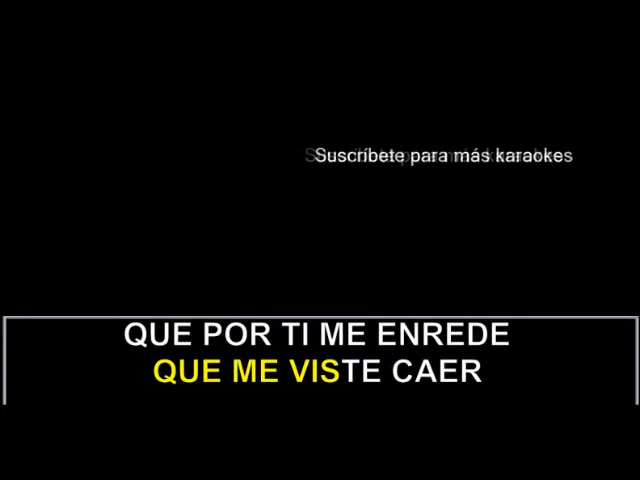 Suscríbete para más karaokes
QUE POR TI ME ENREDE
QUE ME VISTE CAER